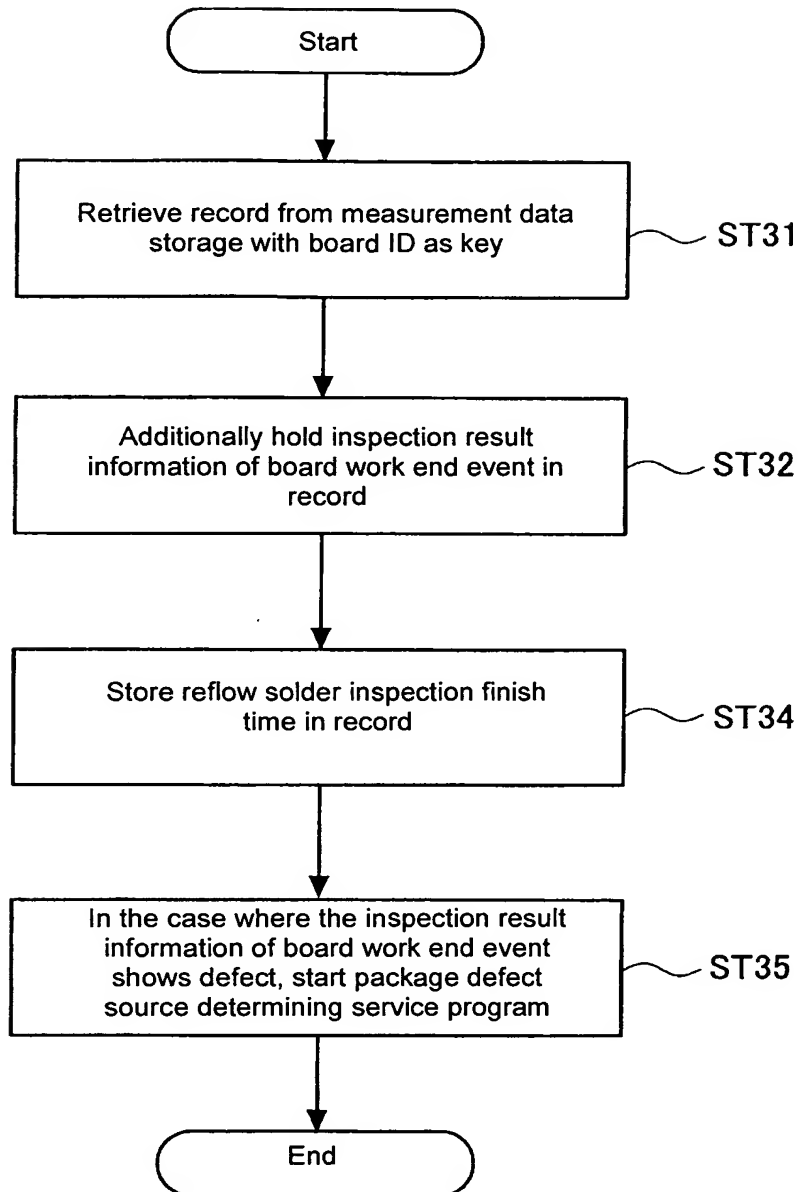 Start
Retrieve record from measurement data
storage with board ID as key
ST31
Additionally hold inspection result
information of board work end event in
record
ST32
Store reflow solder inspection finish
time in record
ST34
In the case where the inspection result
information of board work end event
shows defect, start package defect
source determining service program
ST35
End